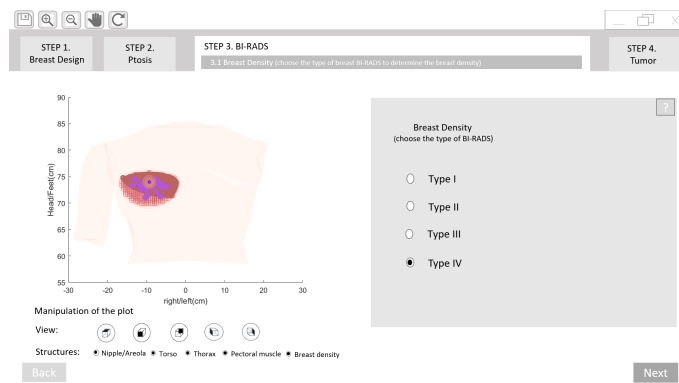 STEP 1.
Breast Design
STEP 2.
Ptosis
STEP 3. BI-RADS
3.1 Breast Density (choose the type of breast BI-RADS to determine the breast density)
STEP 4.
Tumor
90
85
80
75
70
65
60
55
Head/Feet(cm)
-30 -20 -10 0 10 20 30
right/left(cm)
?
Breast Density
(choose the type of BI-RADS)
Type I
Type II
Type III
Type IV
Manipulation of the plot
View:
Structures: Nipple/Areola Torso Thorax Pectoral muscle Breast density
Back
Next